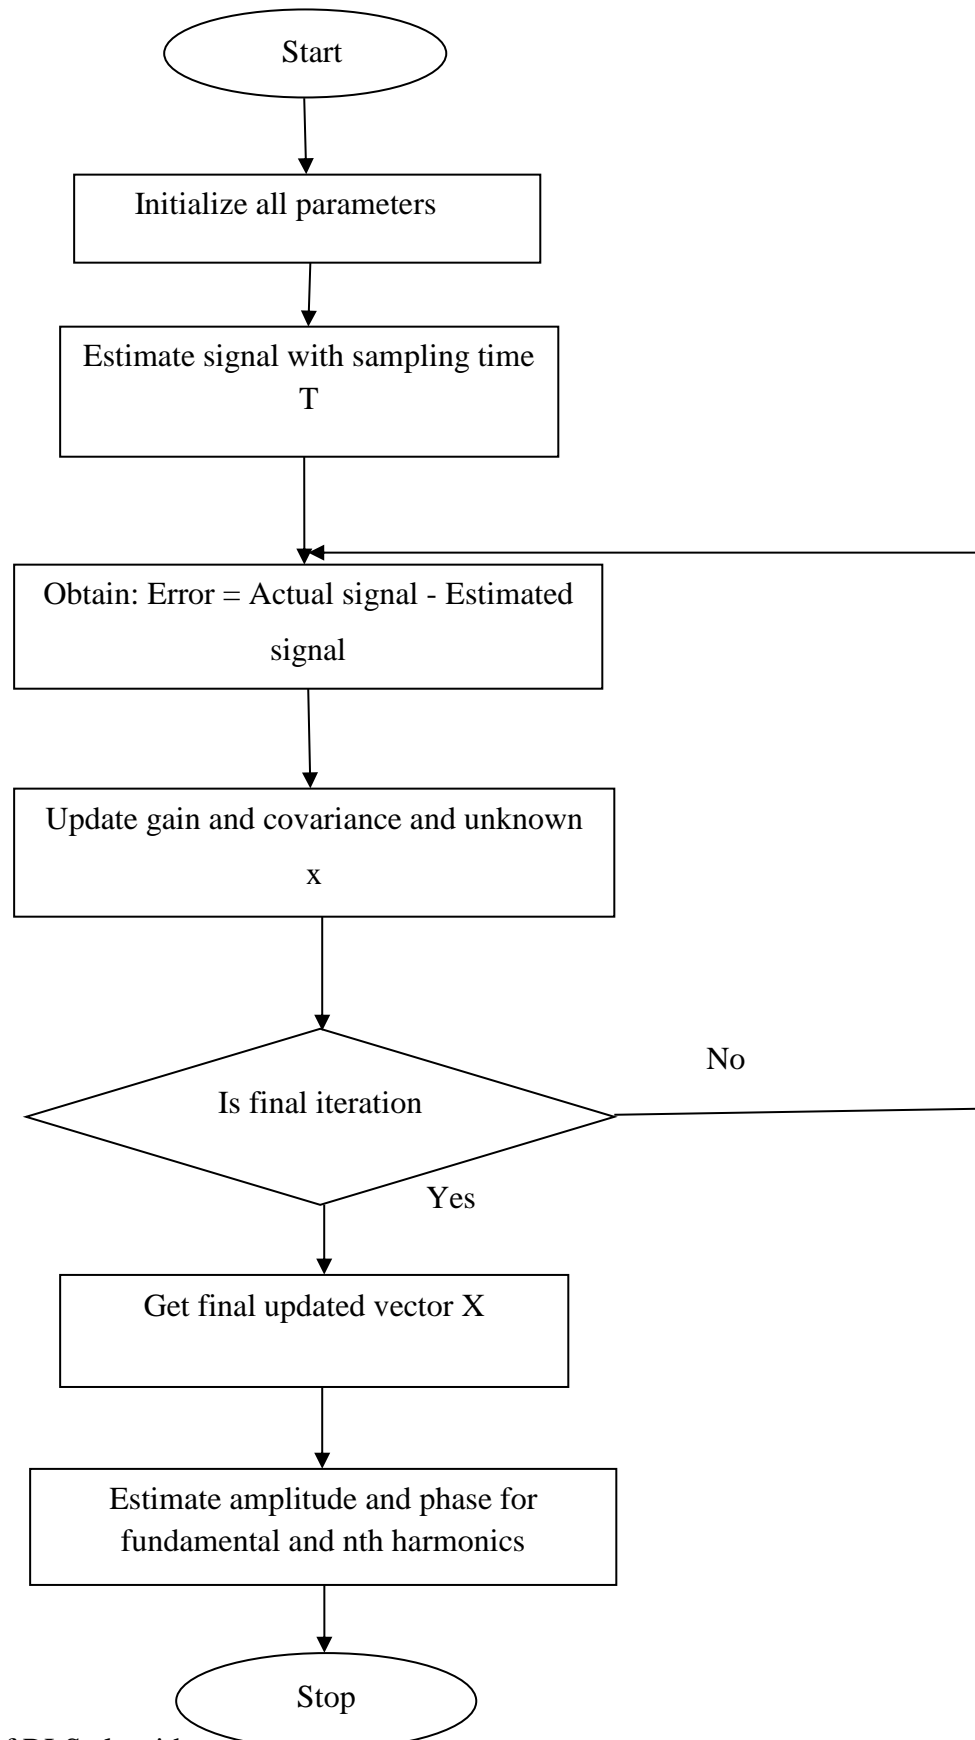 Start
Initialize all parameters
Estimate signal with sampling time
T
Obtain: Error = Actual signal - Estimated
signal
Update gain and covariance and unknown
x
No
Is final iteration
Yes
Get final updated vector X
Estimate amplitude and phase for
fundamental and nth harmonics
Stop